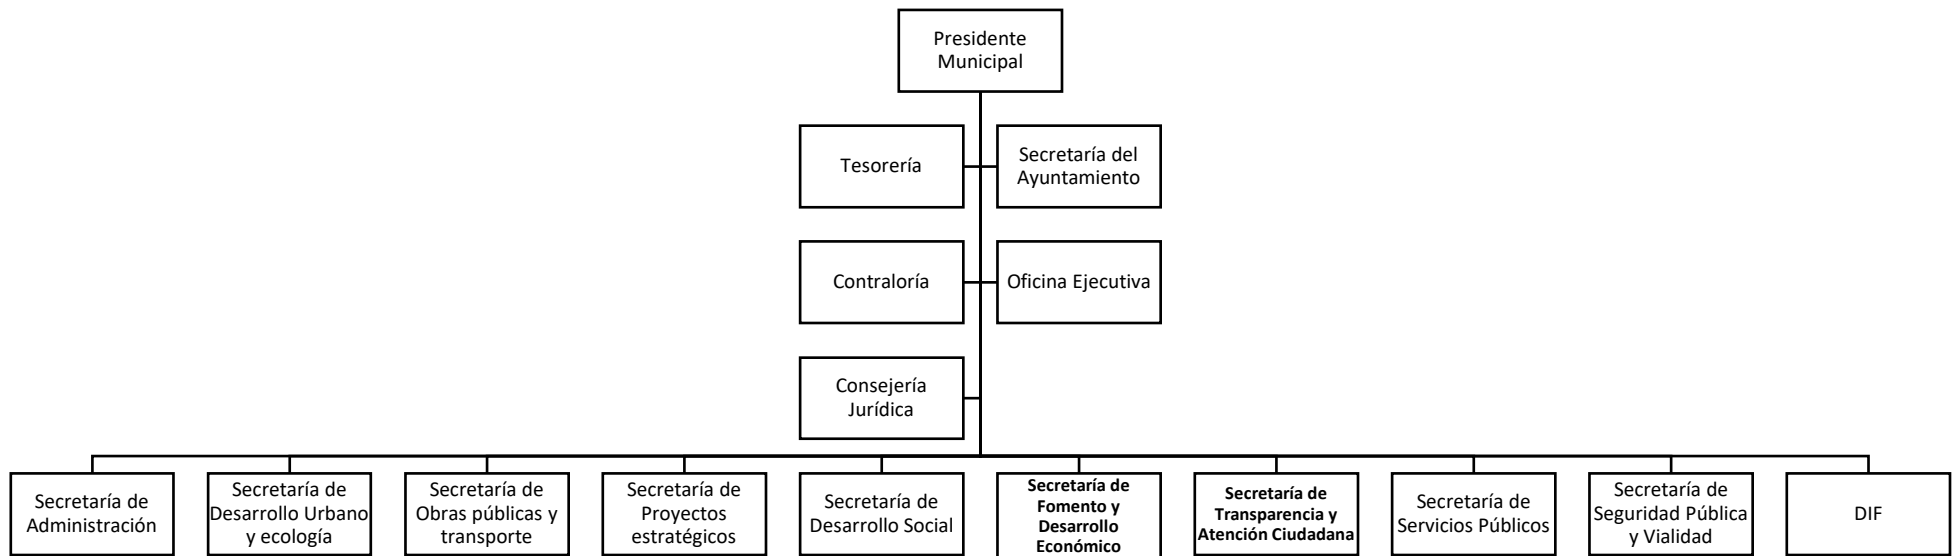 Presidente
Municipal
Tesorería
Secretaría del
Ayuntamiento
Contraloría
Oficina Ejecutiva
Consejería
Jurídica
Secretaría de
Administración
Secretaría de
Desarrollo Urbano
y ecología
Secretaría de
Obras públicas y
transporte
Secretaría de
Proyectos
estratégicos
Secretaría de
Desarrollo Social
Secretaría de
Fomento y
Desarrollo
Económico
Secretaría de
Transparencia y
Atención Ciudadana
Secretaría de
Servicios Públicos
Secretaría de
Seguridad Pública
y Vialidad
DIF